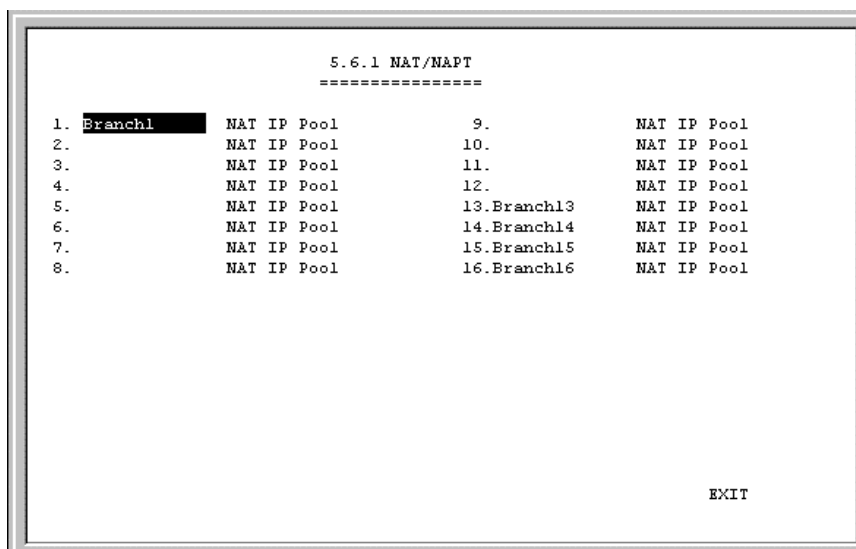 5.6.1 NAT/NAPT
================
1. Branch1 NAT IP Pool 9. NAT IP Pool
2. NAT IP Pool 10. NAT IP Pool
3. NAT IP Pool 11. NAT IP Pool
4. NAT IP Pool 12. NAT IP Pool
5. NAT IP Pool 13.Branch13 NAT IP Pool
6. NAT IP Pool 14.Branch14 NAT IP Pool
7. NAT IP Pool 15.Branch15 NAT IP Pool
8. NAT IP Pool 16.Branch16 NAT IP Pool
EXIT